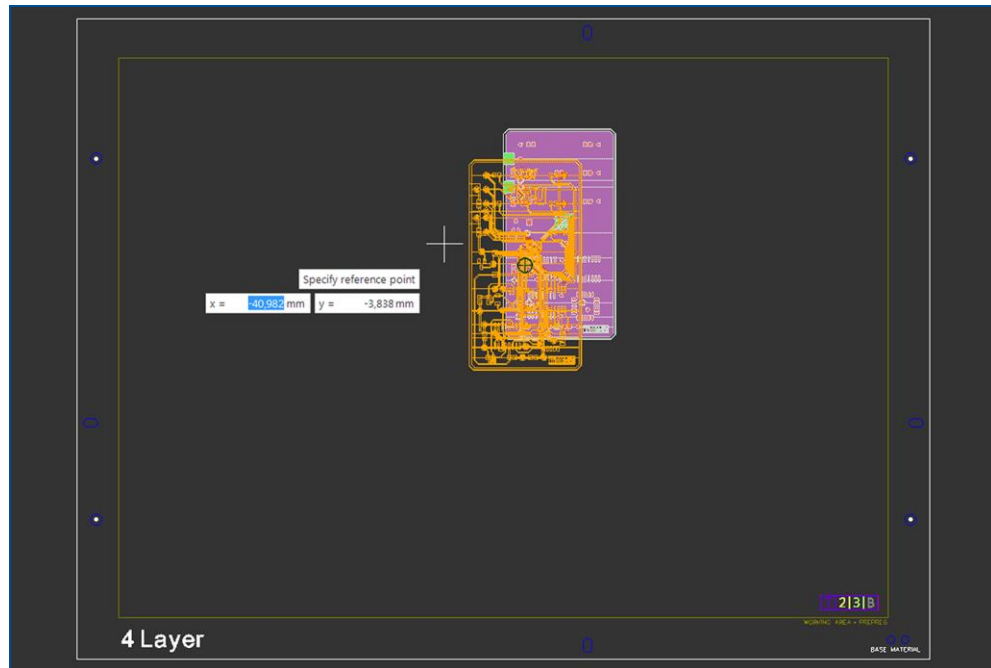 Specify reference point
x = -40,982 mm y = -3,838 mm
2|3|B
WORKING AREA + PREPREG
4 Layer
BASE MATERIAL